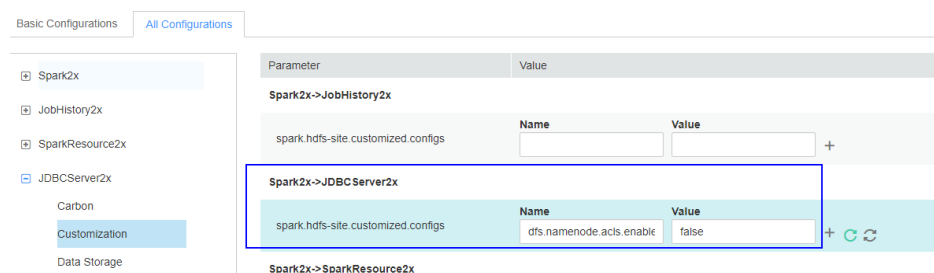 Basic Configurations All Configurations
Spark2x
JobHistory2x
SparkResource2x
JDBCServer2x
Carbon
Customization
Data Storage
Parameter Value
Spark2x->JobHistory2x
Name Value
spark.hdfs-site.customized.configs
Spark2x->JDBCServer2x
Name Value
spark.hdfs-site.customized.configs dfs.namenode.acls.enable false
Spark2x->SparkResource2x